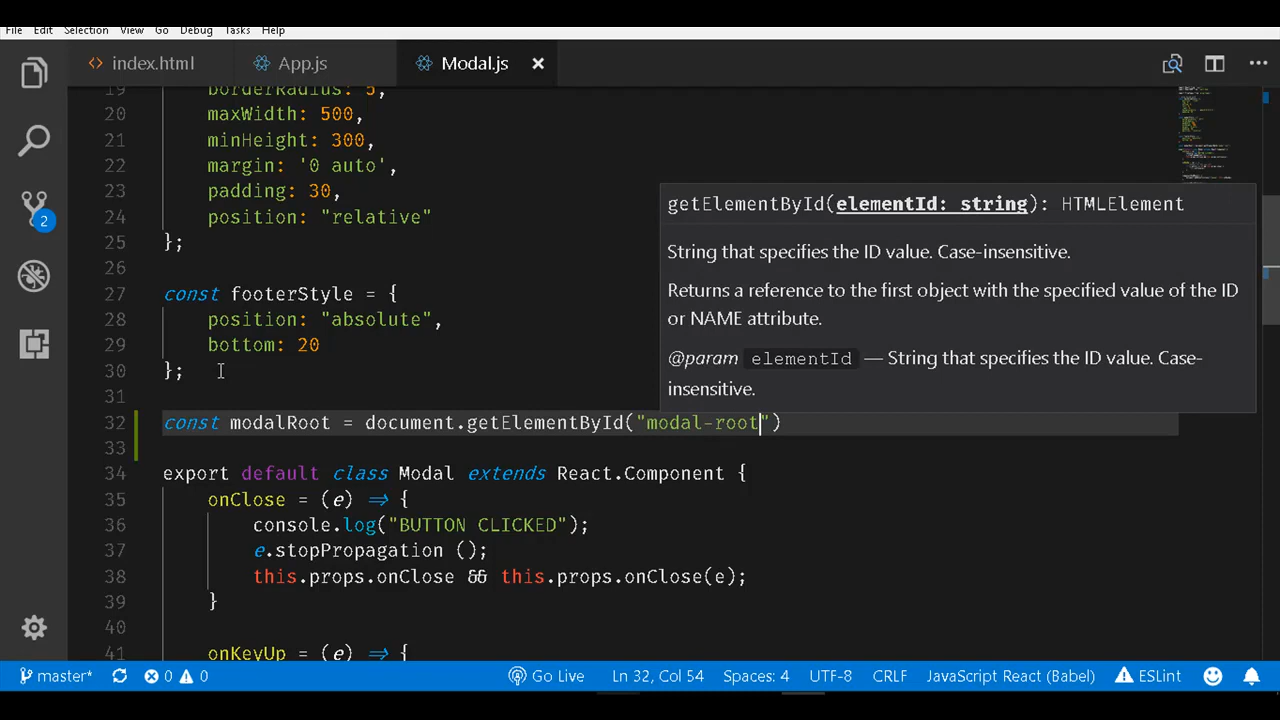 File Edit Selection View Go Debug Tasks Help
index.html App.js Modal.js
19 borderRadius: 5,
20 maxWidth: 500,
21 minHeight: 300,
22 margin: '0 auto',
23 padding: 30,
24 position: "relative"
25 };
26
27 const footerStyle = {
28 position: "absolute",
29 bottom: 20
30 };
31
32 const modalRoot = document.getElementById("modal-root")
33
34 export default class Modal extends React.Component {
35 onClose = (e) => {
36 console.log("BUTTON CLICKED");
37 e.stopPropagation ();
38 this.props.onClose && this.props.onClose(e);
39 }
40
41 onKeyUp = (e) => {
getElementById(elementId: string): HTMLElement
String that specifies the ID value. Case-insensitive.
Returns a reference to the first object with the specified value of the ID
or NAME attribute.
@param elementId — String that specifies the ID value. Case-
insensitive.
2
master* 0 0 Go Live Ln 32, Col 54 Spaces: 4 UTF-8 CRLF JavaScript React (Babel) ESLint